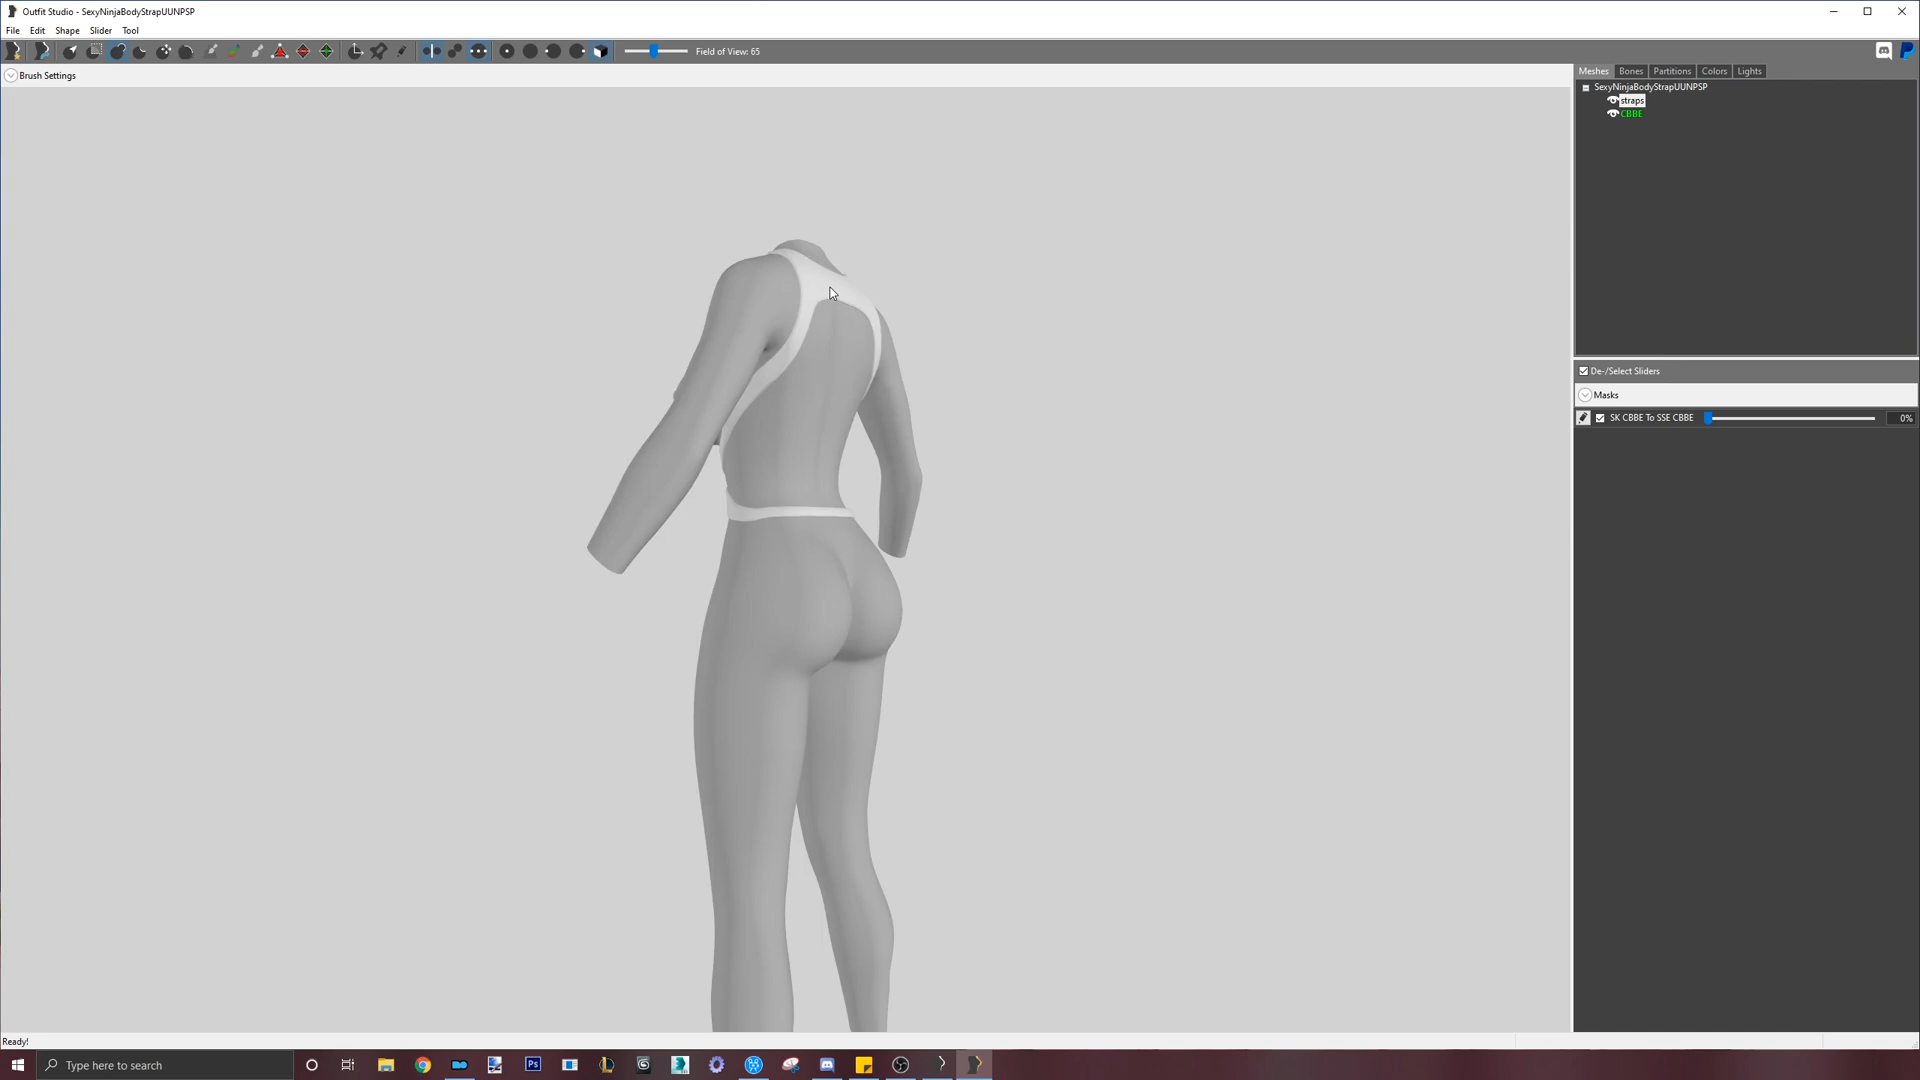 Outfit Studio - SexyNinjaBodyStrapUUNPSP
File Edit Shape Slider Tool
Field of View: 65
Brush Settings
Meshes Bones Partitions Colors Lights
SexyNinjaBodyStrapUUNPSP
straps
CBBE
De-/Select Sliders
Masks
SK CBBE To SSE CBBE 0%
Ready!
Type here to search
Ps